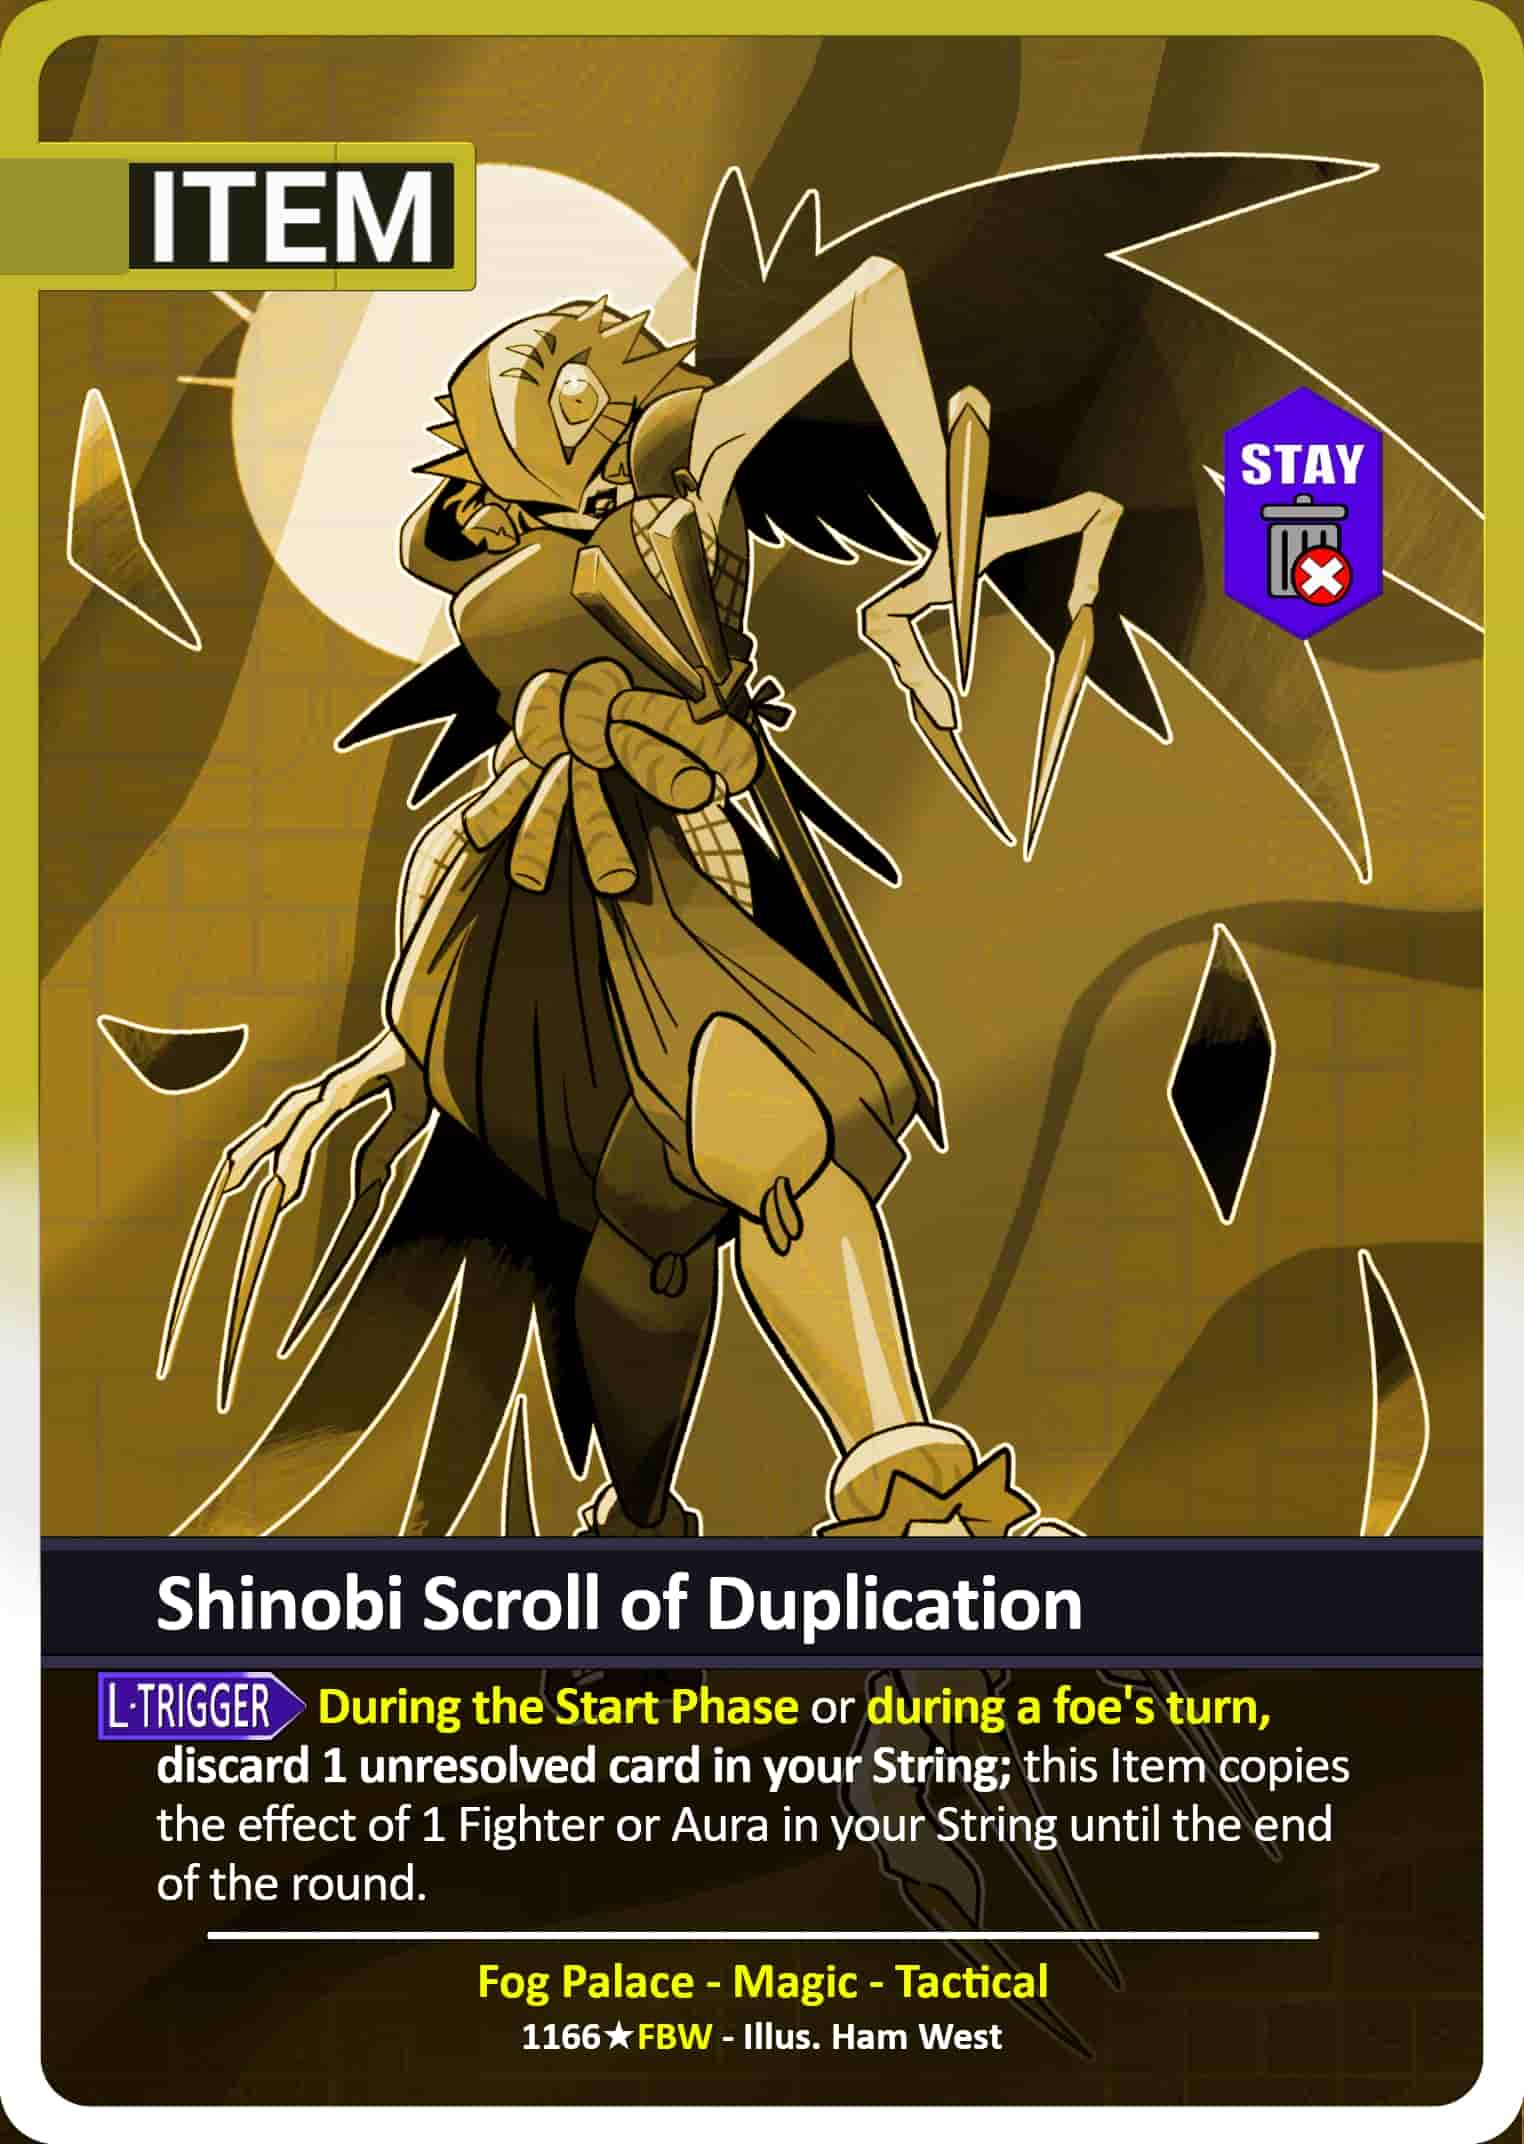 ITEM
STAY
Shinobi Scroll of Duplication
L·TRIGGER During the Start Phase or during a foe's turn,
discard 1 unresolved card in your String; this Item copies
the effect of 1 Fighter or Aura in your String until the end
of the round.
Fog Palace - Magic - Tactical
1166★FBW - Illus. Ham West